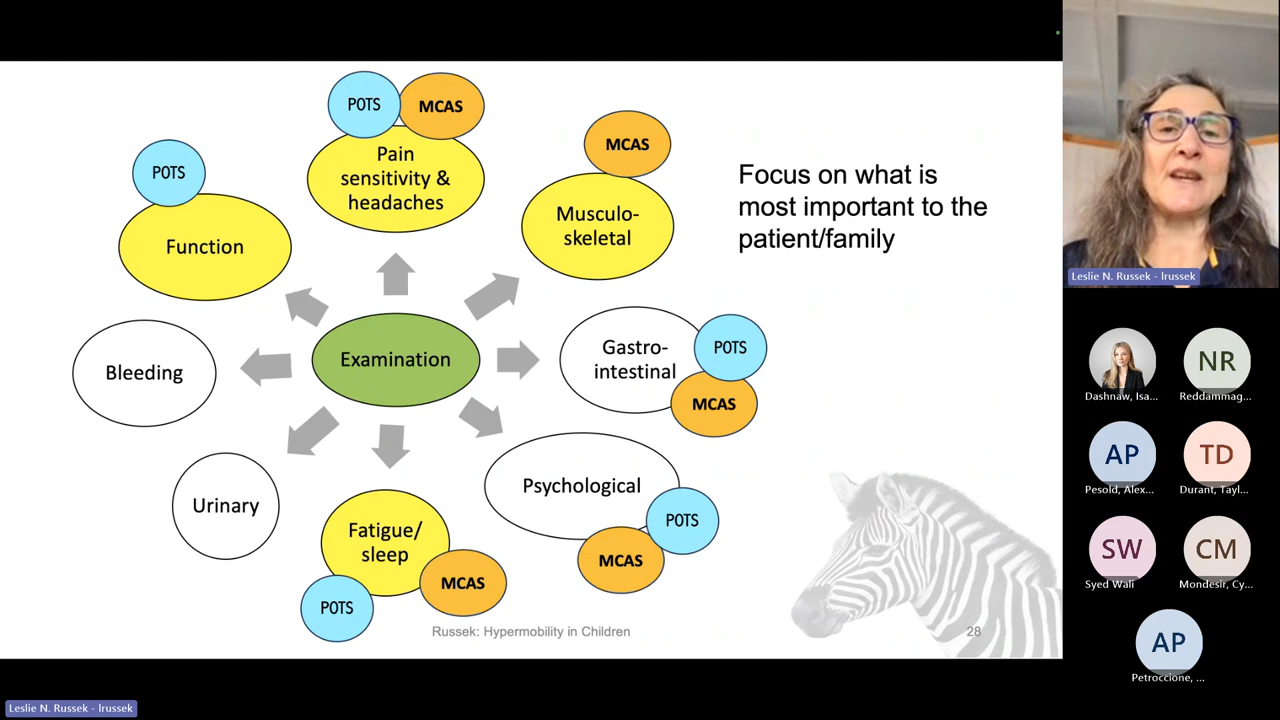 POTS
MCAS
Pain
sensitivity &
headaches
MCAS
Musculo-
skeletal
POTS
Function
Focus on what is
most important to the
patient/family
Examination
Gastro-
intestinal
POTS
MCAS
Bleeding
Psychological
POTS
MCAS
Urinary
Fatigue/
sleep
MCAS
POTS
Russek: Hypermobility in Children
28
Leslie N. Russek - lrussek
Dashnaw, Isa...
NR
Reddammag...
AP
Pesold, Alex...
TD
Durant, Tayl...
SW
Syed Wali
CM
Mondesir, Cy...
AP
Petroccione, ...
Leslie N. Russek - lrussek